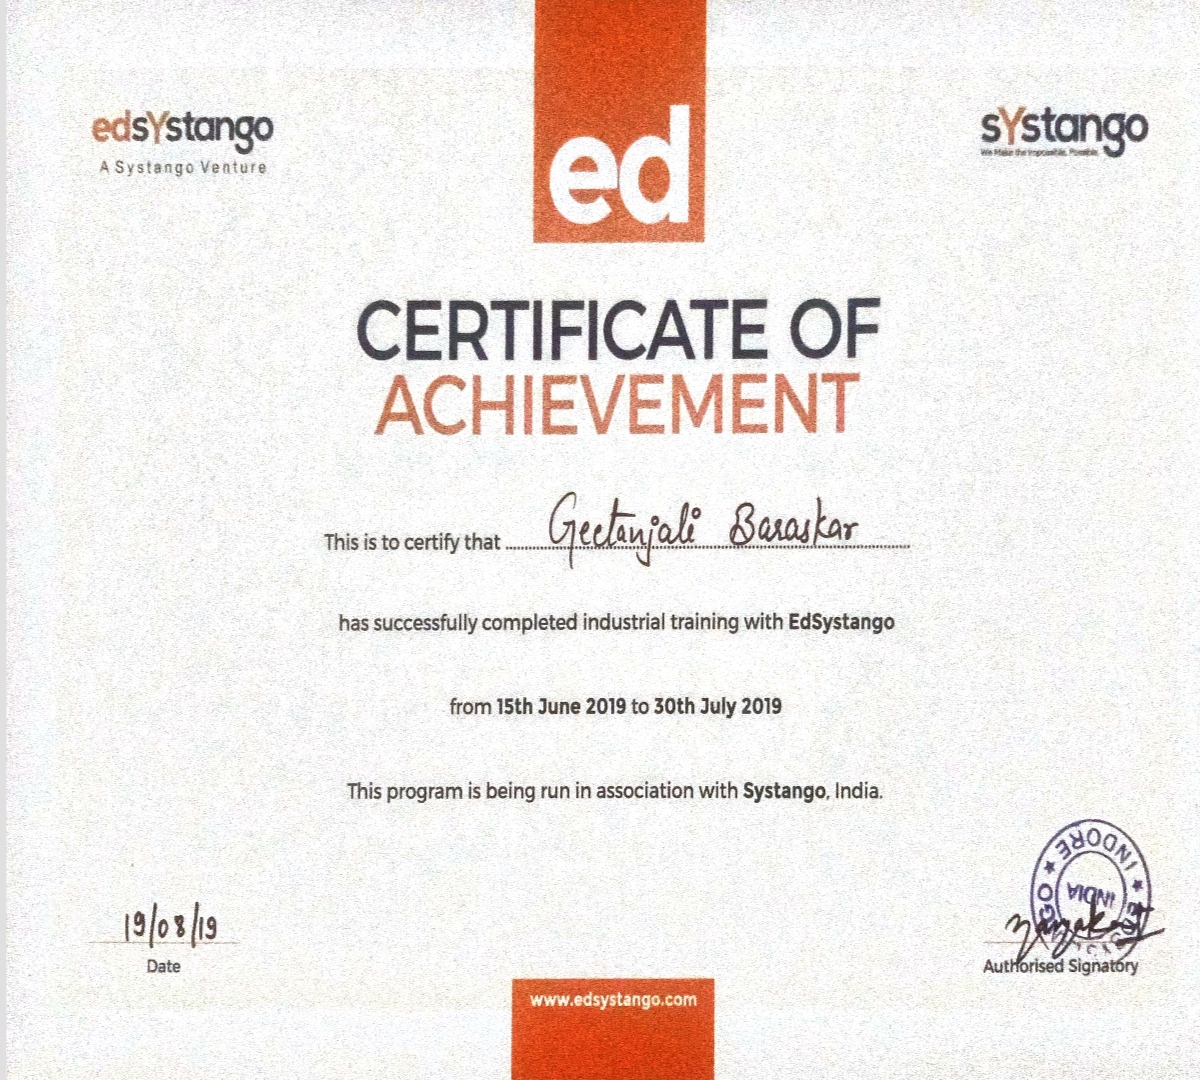 edsYstango
A Systango Venture
ed
sYstango
We Make the Impossible, Possible.
CERTIFICATE OF
ACHIEVEMENT
This is to certify that Geetanjali Baraskar
has successfully completed industrial training with EdSystango
from 15th June 2019 to 30th July 2019
This program is being run in association with Systango, India.
INDORE
INDIA
19/08/19
Date
Authorised Signatory
www.edsystango.com